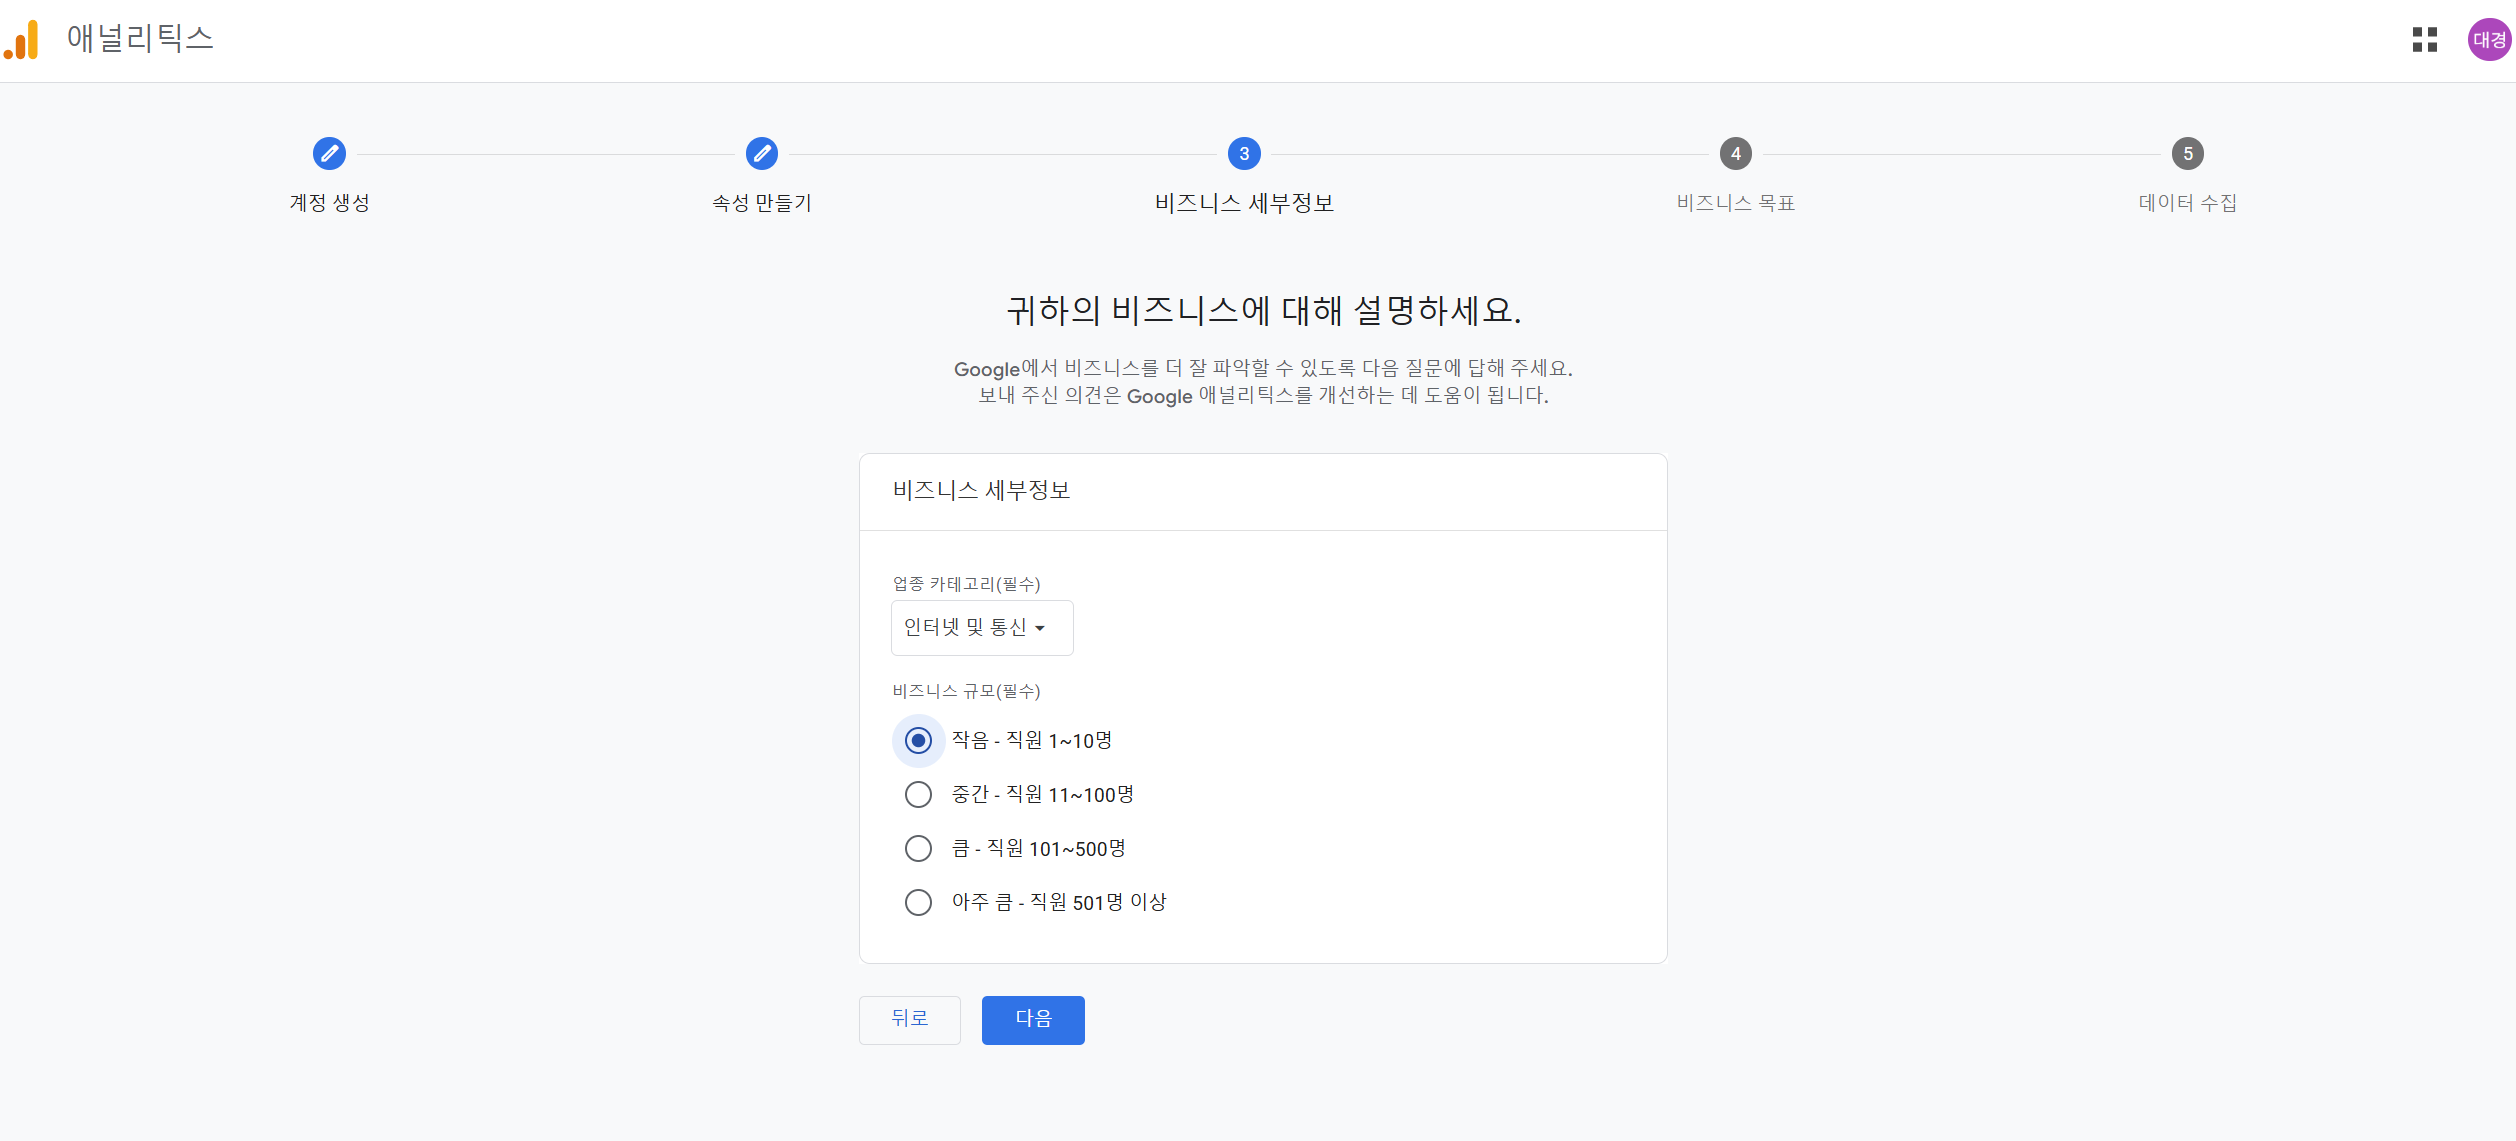 애널리틱스
대경
3
4
5
계정 생성
속성 만들기
비즈니스 세부정보
비즈니스 목표
데이터 수집
귀하의 비즈니스에 대해 설명하세요.
Google에서 비즈니스를 더 잘 파악할 수 있도록 다음 질문에 답해 주세요.
보내 주신 의견은 Google 애널리틱스를 개선하는 데 도움이 됩니다.
비즈니스 세부정보
업종 카테고리(필수)
인터넷 및 통신
비즈니스 규모(필수)
작음 - 직원 1~10명
중간 - 직원 11~100명
큼 - 직원 101~500명
아주 큼 - 직원 501명 이상
뒤로
다음